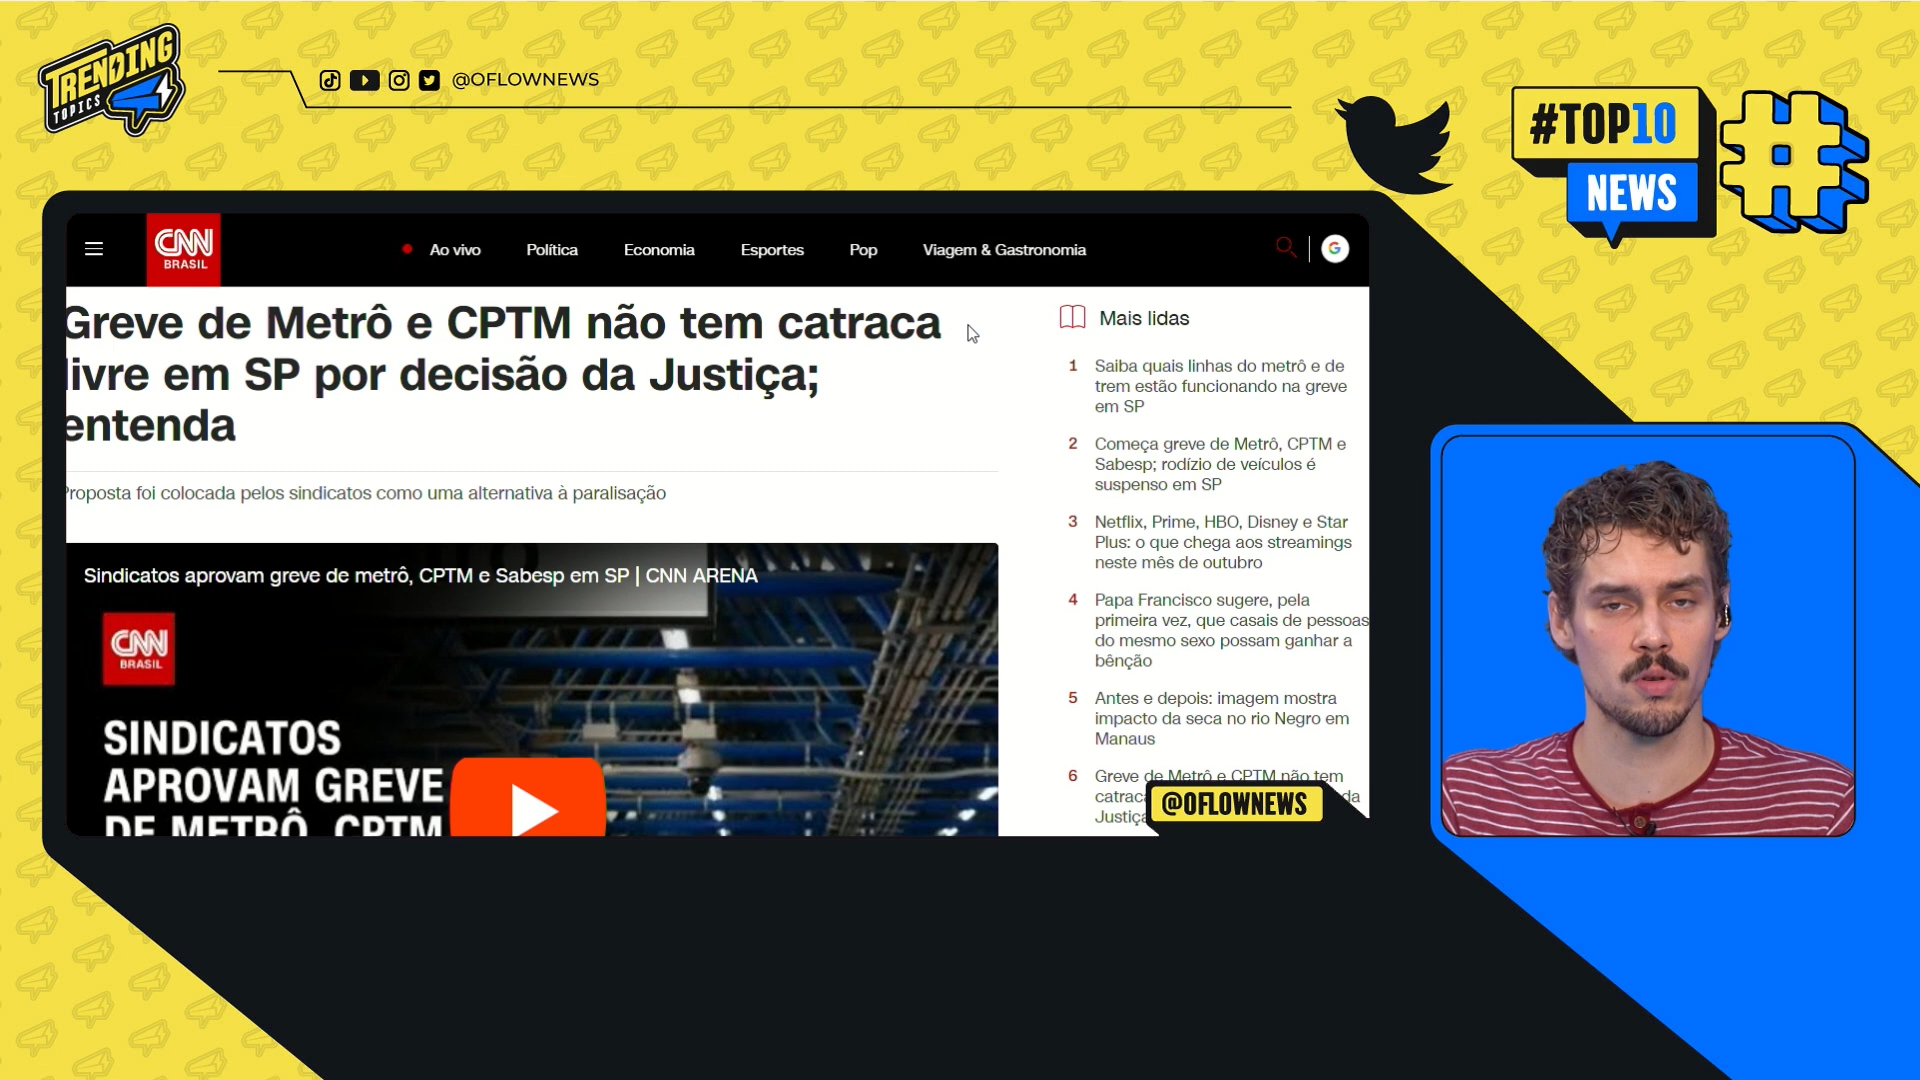 TRENDING
TOPICS
@OFLOWNEWS
#TOP10
NEWS
CNN
BRASIL
Ao vivo
Política
Economia
Esportes
Pop
Viagem & Gastronomia
G
Greve de Metrô e CPTM não tem catraca
livre em SP por decisão da Justiça;
entenda
Proposta foi colocada pelos sindicatos como uma alternativa à paralisação
Sindicatos aprovam greve de metrô, CPTM e Sabesp em SP | CNN ARENA
CNN
BRASIL
SINDICATOS
APROVAM GREVE
DE METRÔ, CPTM
Mais lidas
1 Saiba quais linhas do metrô e de
trem estão funcionando na greve
em SP
2 Começa greve de Metrô, CPTM e
Sabesp; rodízio de veículos é
suspenso em SP
3 Netflix, Prime, HBO, Disney e Star
Plus: o que chega aos streamings
neste mês de outubro
4 Papa Francisco sugere, pela
primeira vez, que casais de pessoas
do mesmo sexo possam ganhar a
bênção
5 Antes e depois: imagem mostra
impacto da seca no rio Negro em
Manaus
6 Greve de Metrô e CPTM não tem
catraca da
Justiça
@OFLOWNEWS